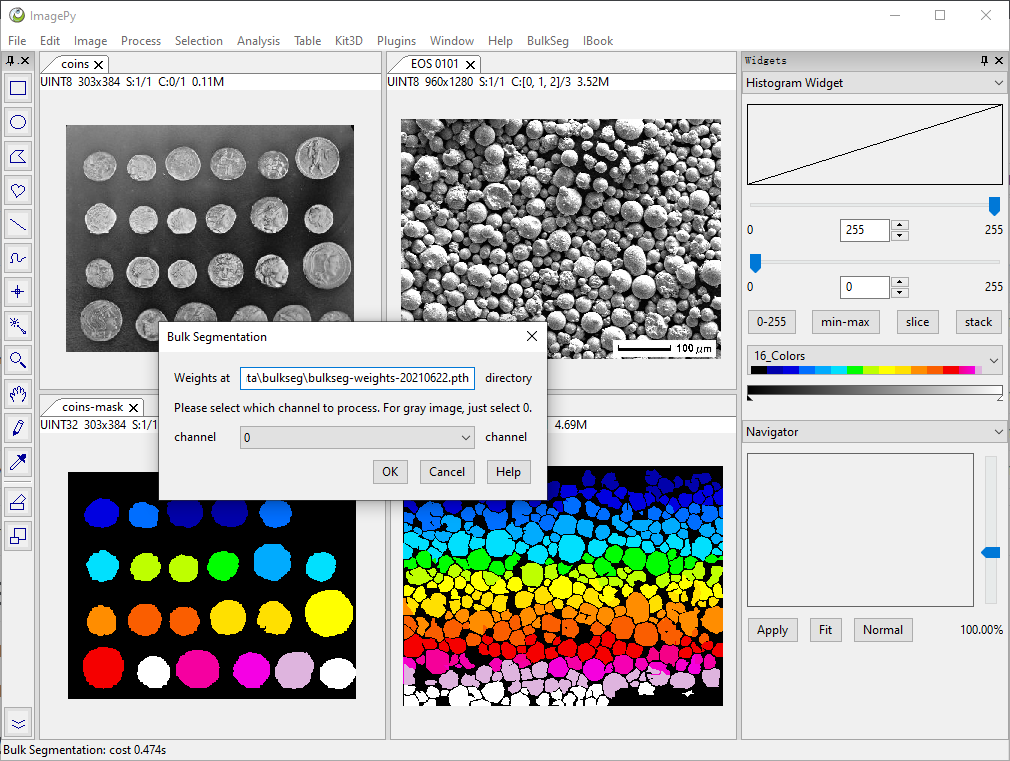 ImagePy
File Edit Image Process Selection Analysis Table Kit3D Plugins Window Help BulkSeg IBook
coins
UINT8 303x384 S:1/1 C:0/1 0.11M
EOS 0101
UINT8 960x1280 S:1/1 C:[0, 1, 2]/3 3.52M
100 μm
Widgets
Histogram Widget
0 255 255
0 0 255
0-255 min-max slice stack
16_Colors
Navigator
Apply Fit Normal 100.00%
Bulk Segmentation
Weights at ta\bulkseg\bulkseg-weights-20210622.pth directory
Please select which channel to process. For gray image, just select 0.
channel 0 channel
OK Cancel Help
coins-mask
UINT32 303x384 S:1/1
4.69M
Bulk Segmentation: cost 0.474s